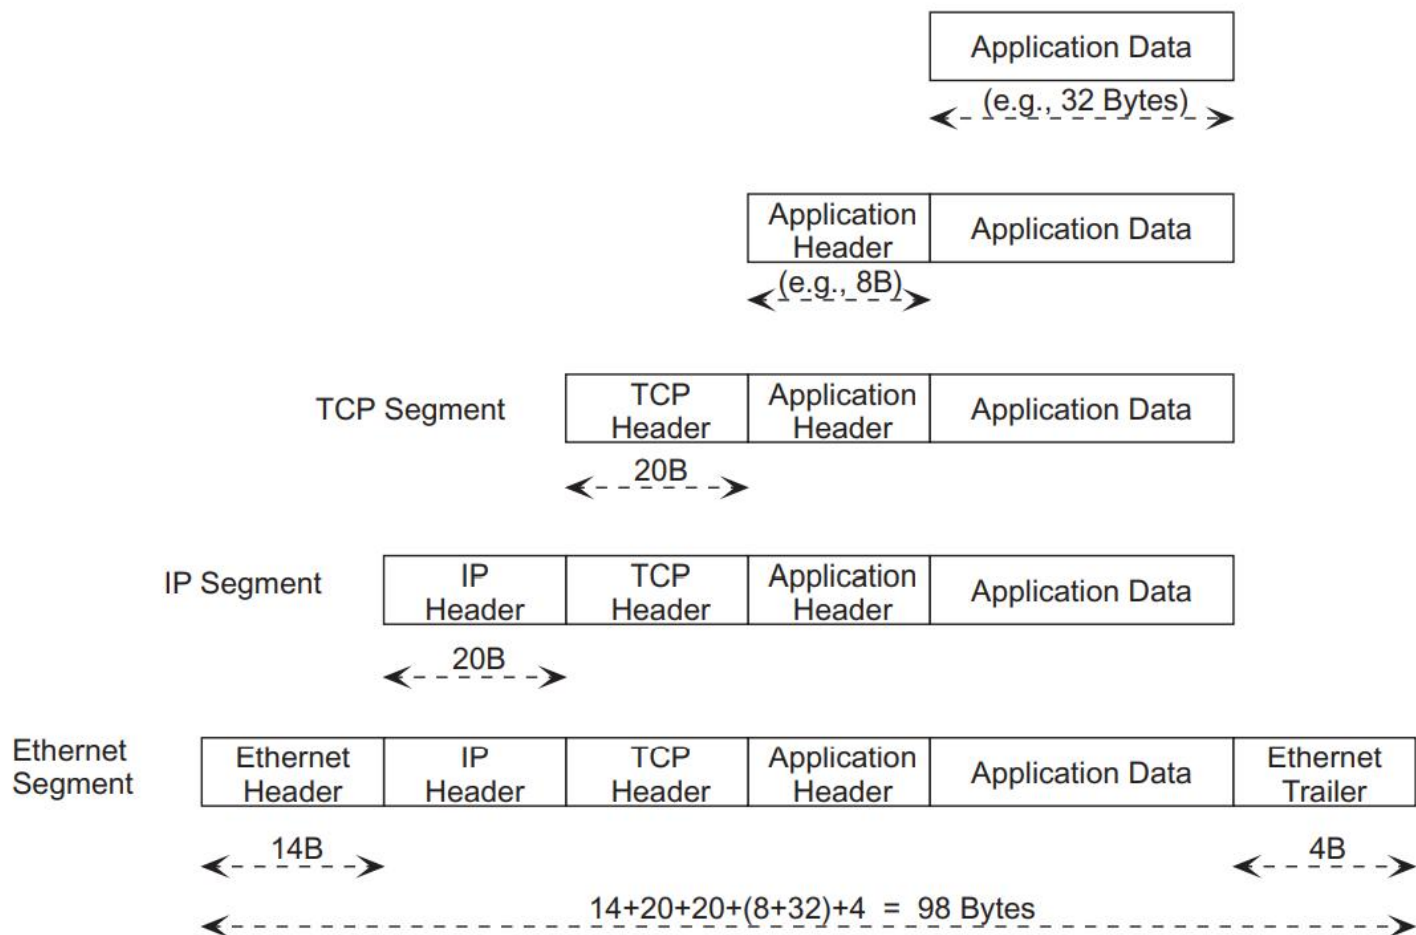 Application Data
(e.g., 32 Bytes)
Application
Header
Application Data
(e.g., 8B)
TCP Segment
TCP
Header
Application
Header
Application Data
20B
IP Segment
IP
Header
TCP
Header
Application
Header
Application Data
20B
Ethernet
Segment
Ethernet
Header
IP
Header
TCP
Header
Application
Header
Application Data
Ethernet
Trailer
14B
4B
14+20+20+(8+32)+4 = 98 Bytes